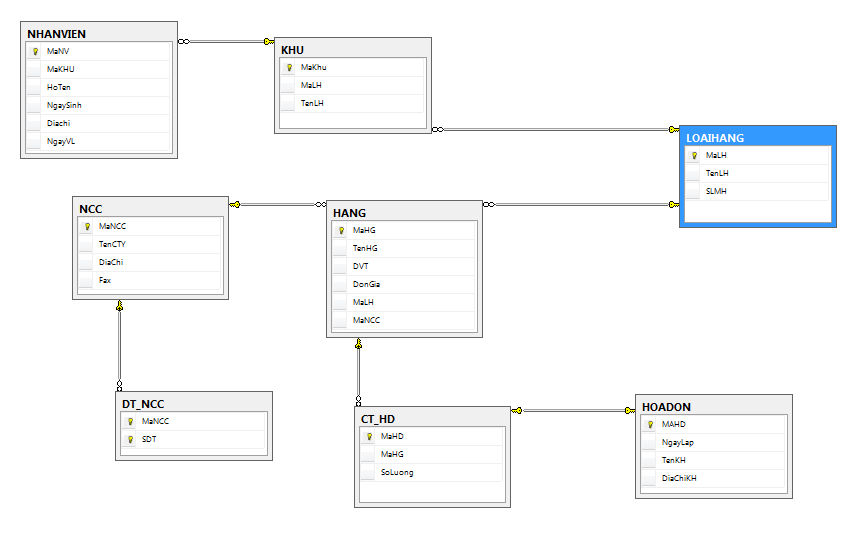 NHANVIEN
MaNV
MaKHU
HoTen
NgaySinh
Diachi
NgayVL
KHU
MaKhu
MaLH
TenLH
LOAIHANG
MaLH
TenLH
SLMH
NCC
MaNCC
TenCTY
DiaChi
Fax
HANG
MaHG
TenHG
DVT
DonGia
MaLH
MaNCC
DT_NCC
MaNCC
SDT
CT_HD
MaHD
MaHG
SoLuong
HOADON
MAHD
NgayLap
TenKH
DiaChiKH